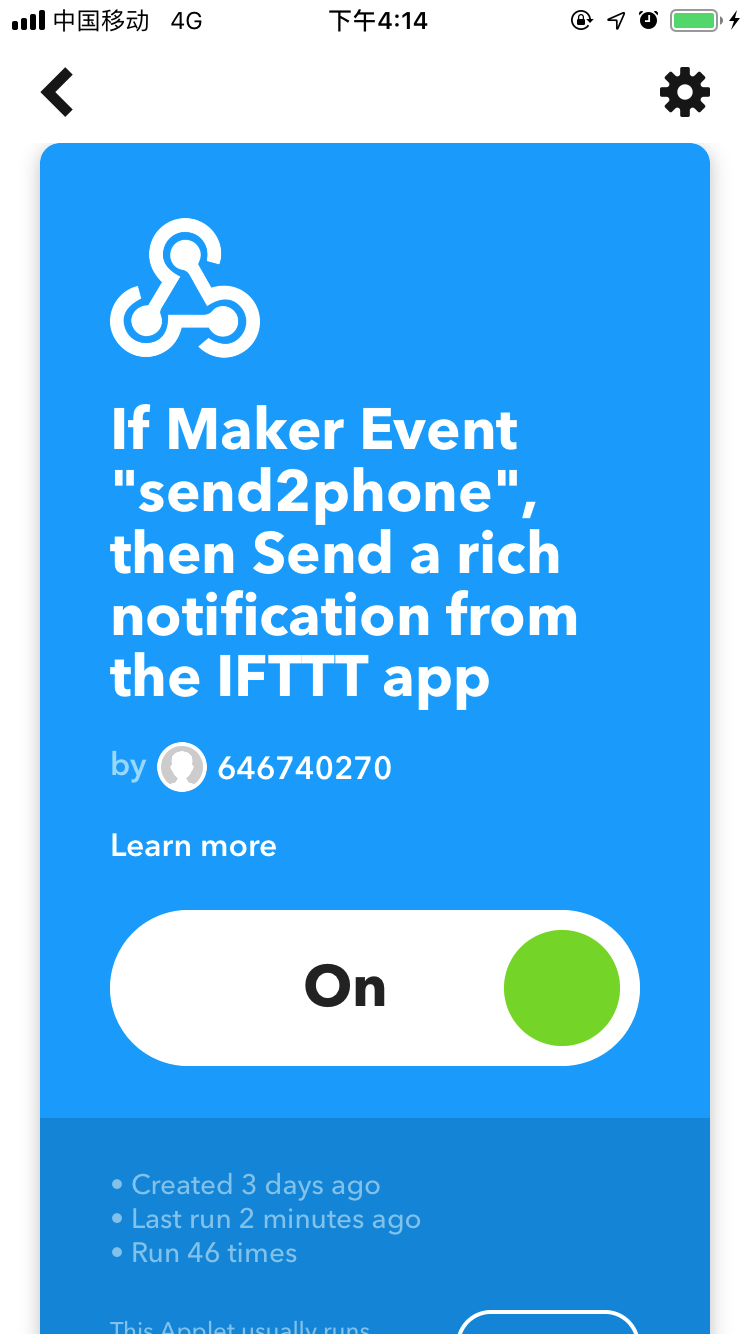 中国移动 4G 下午4:14
If Maker Event
"send2phone",
then Send a rich
notification from
the IFTTT app
by 646740270
Learn more
On
• Created 3 days ago
• Last run 2 minutes ago
• Run 46 times
This Applet usually runs